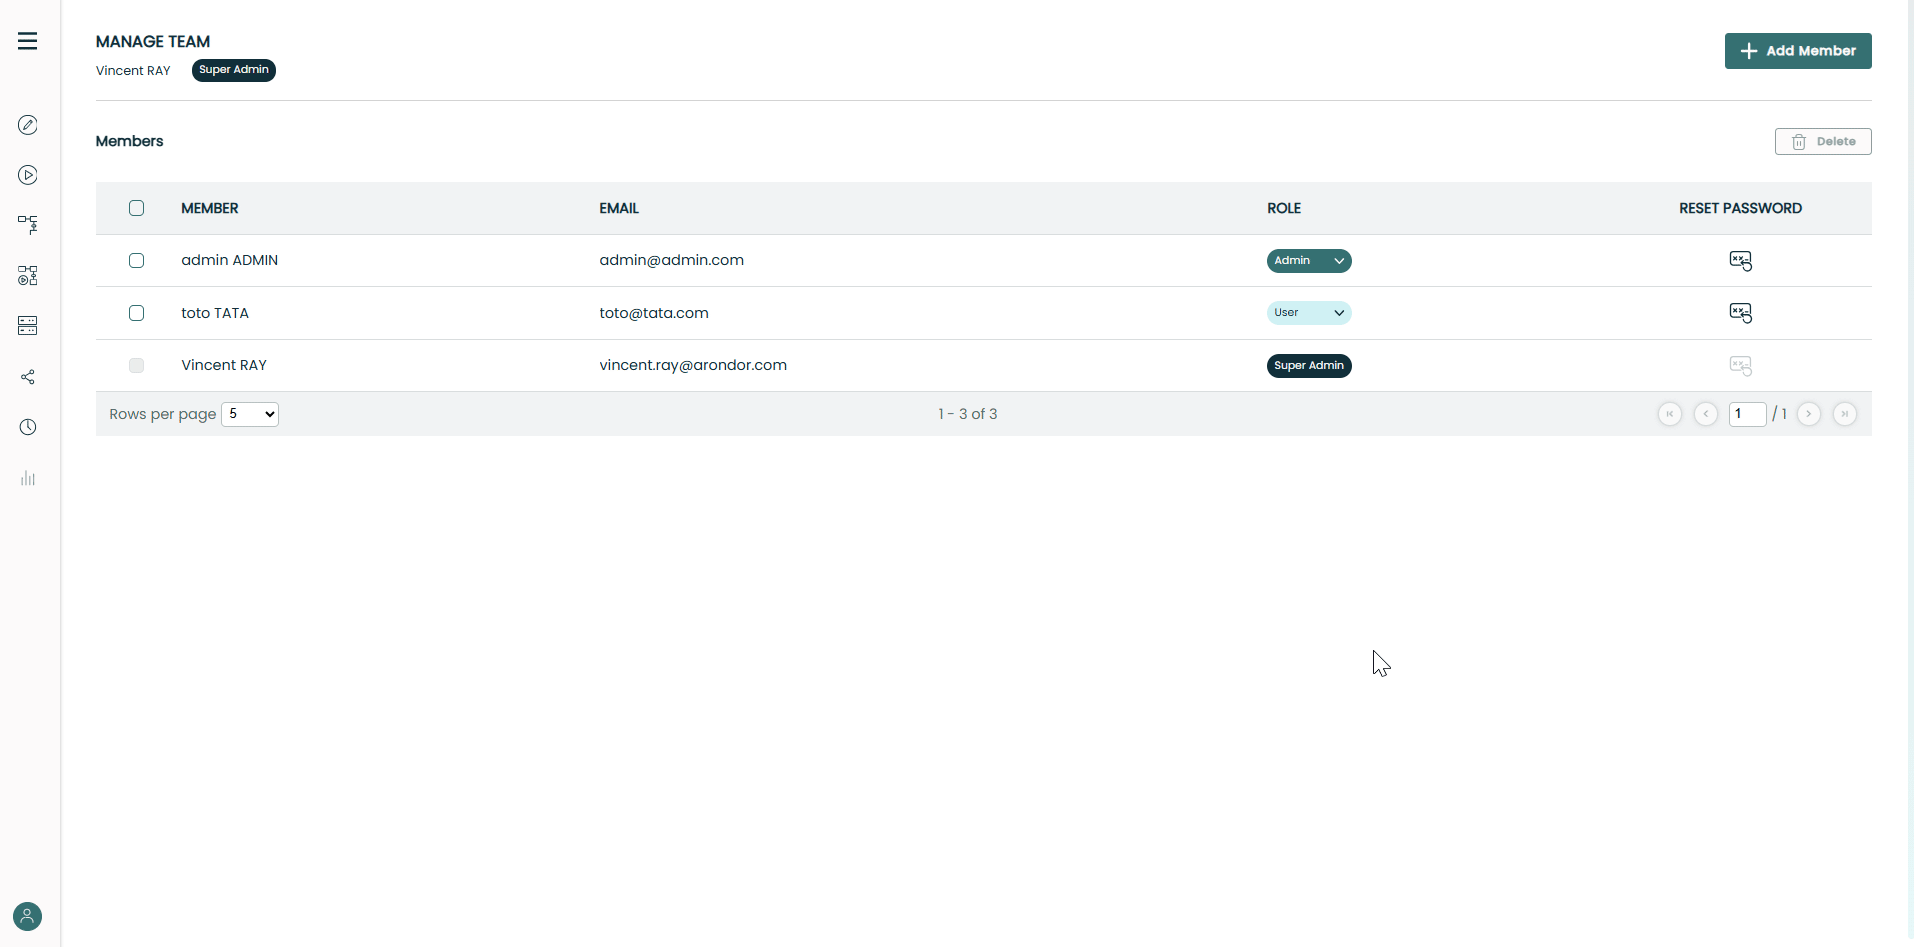 MANAGE TEAM
Vincent RAY Super Admin
Add Member
Members
Delete
MEMBER EMAIL ROLE RESET PASSWORD
admin ADMIN admin@admin.com Admin
toto TATA toto@tata.com User
Vincent RAY vincent.ray@arondor.com Super Admin
Rows per page 5 1 - 3 of 3 1 / 1